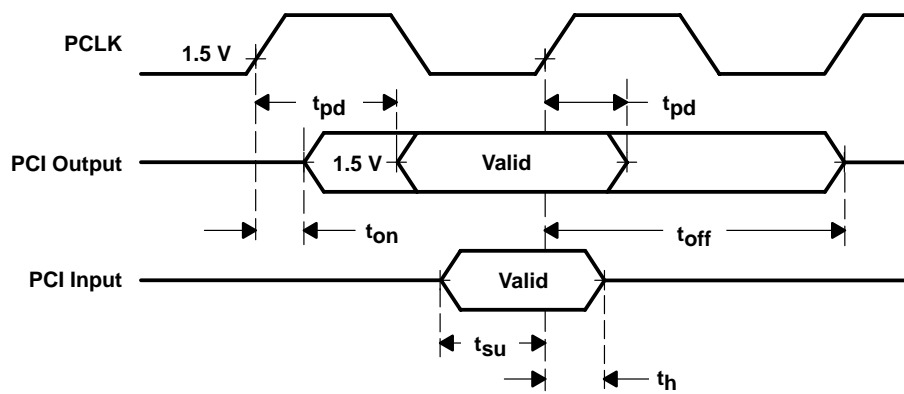 PCLK
1.5 V
tpd
tpd
PCI Output
1.5 V
Valid
ton
toff
PCI Input
Valid
tsu
th